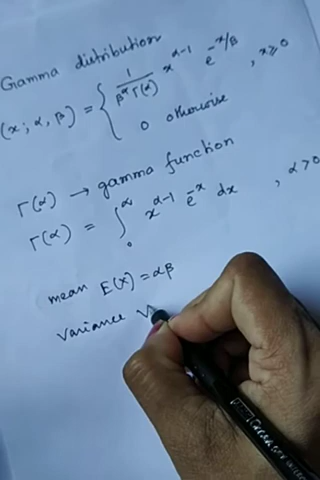 Gamma distribution
(x; α, β) = { 1/(β^α Γ(α)) x^(α-1) e^(-x/β) , x ≥ 0
0 otherwise
Γ(α) → gamma function
Γ(α) = ∫₀^∝ x^(α-1) e^(-x) dx , α > 0
mean E(X) = αβ
Variance V